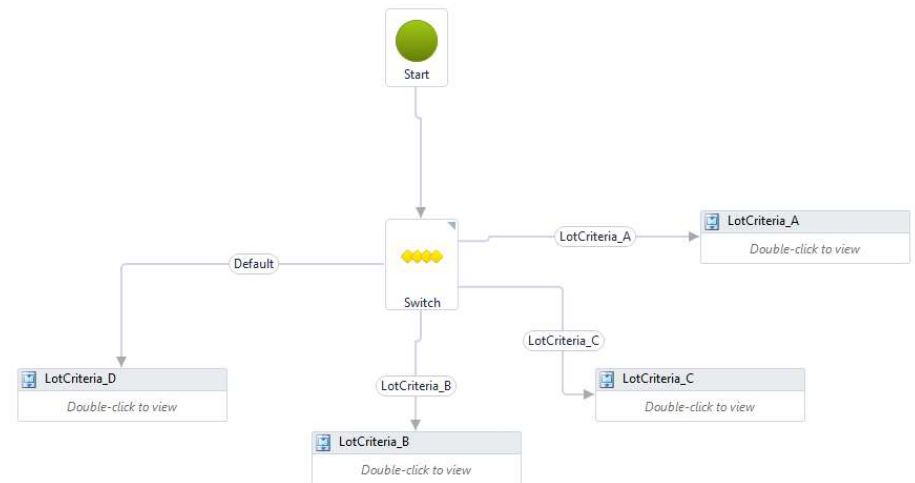 Start
LotCriteria_A
LotCriteria_A
Double-click to view
Default
Switch
LotCriteria_C
LotCriteria_D
Double-click to view
LotCriteria_B
LotCriteria_C
Double-click to view
LotCriteria_B
Double-click to view